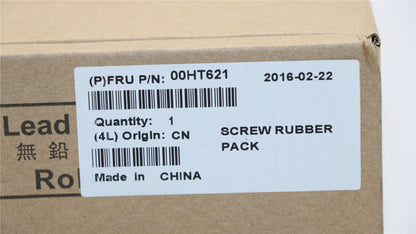 (P)FRU P/N: 00HT621 2016-02-22
Quantity: 1
(4L) Origin: CN SCREW RUBBER
PACK
Made in CHINA
Lead
無鉛